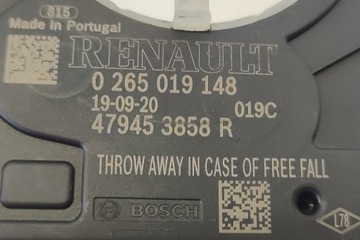 815
Made in Portugal
RENAULT
0 265 019 148
19-09-20 019C
47945 3858 R
THROW AWAY IN CASE OF FREE FALL
BOSCH
L78